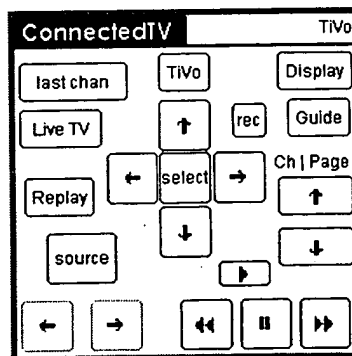 ConnectedTV TiVo
last chan TiVo Display
Live TV rec Guide
select Ch | Page
Replay
source